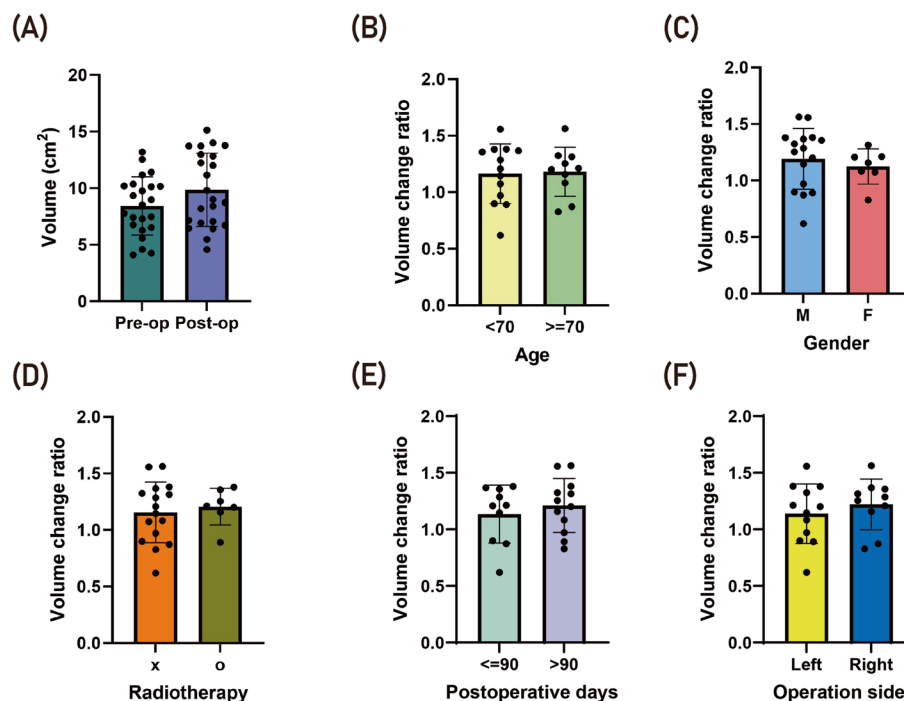 (A)
Volume (cm²)
20
15
10
5
0
Pre-op Post-op
(B)
Volume change ratio
2.0
1.5
1.0
0.5
0.0
<70 >=70
Age
(C)
Volume change ratio
2.0
1.5
1.0
0.5
0.0
M F
Gender
(D)
Volume change ratio
2.0
1.5
1.0
0.5
0.0
x o
Radiotherapy
(E)
Volume change ratio
2.0
1.5
1.0
0.5
0.0
<=90 >90
Postoperative days
(F)
Volume change ratio
2.0
1.5
1.0
0.5
0.0
Left Right
Operation side